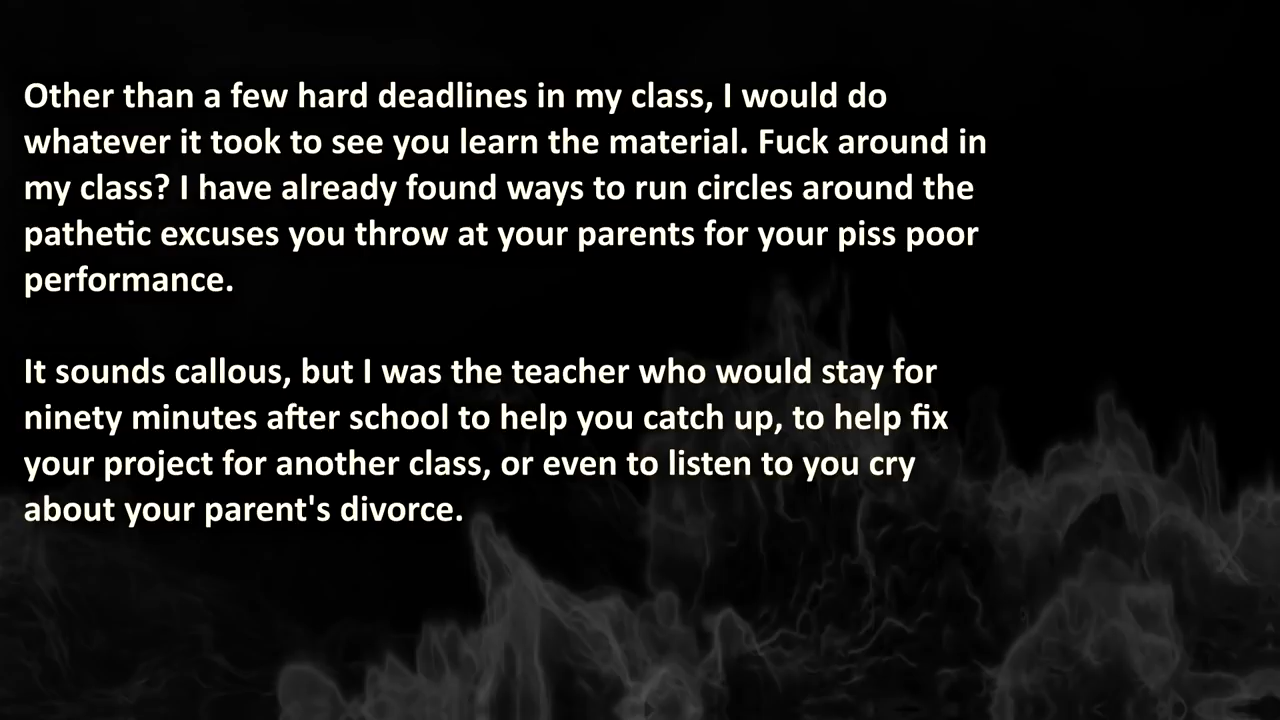 Other than a few hard deadlines in my class, I would do
whatever it took to see you learn the material. Fuck around in
my class? I have already found ways to run circles around the
pathetic excuses you throw at your parents for your piss poor
performance.
It sounds callous, but I was the teacher who would stay for
ninety minutes after school to help you catch up, to help fix
your project for another class, or even to listen to you cry
about your parent's divorce.